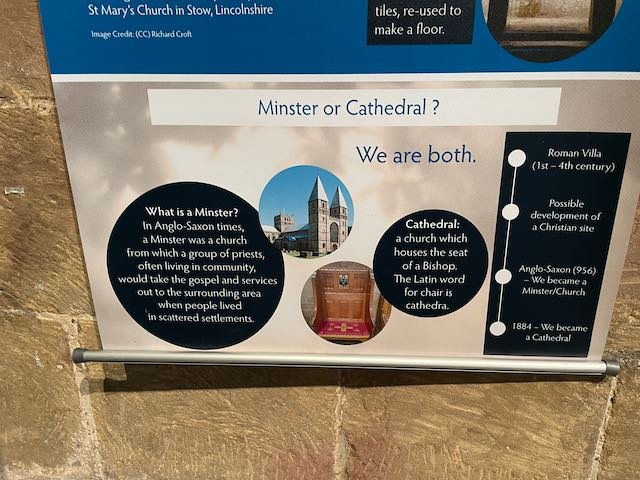 St Mary's Church in Stow, Lincolnshire
Image Credit: (CC) Richard Croft
tiles, re-used to
make a floor.
Minster or Cathedral ?
We are both.
What is a Minster?
In Anglo-Saxon times,
a Minster was a church
from which a group of priests,
often living in community,
would take the gospel and services
out to the surrounding area
when people lived
in scattered settlements.
Cathedral:
a church which
houses the seat
of a Bishop.
The Latin word
for chair is
cathedra.
Roman Villa
(1st – 4th century)
Possible
development of
a Christian site
Anglo-Saxon (956)
– We became a
Minster/Church
1884 – We became
a Cathedral